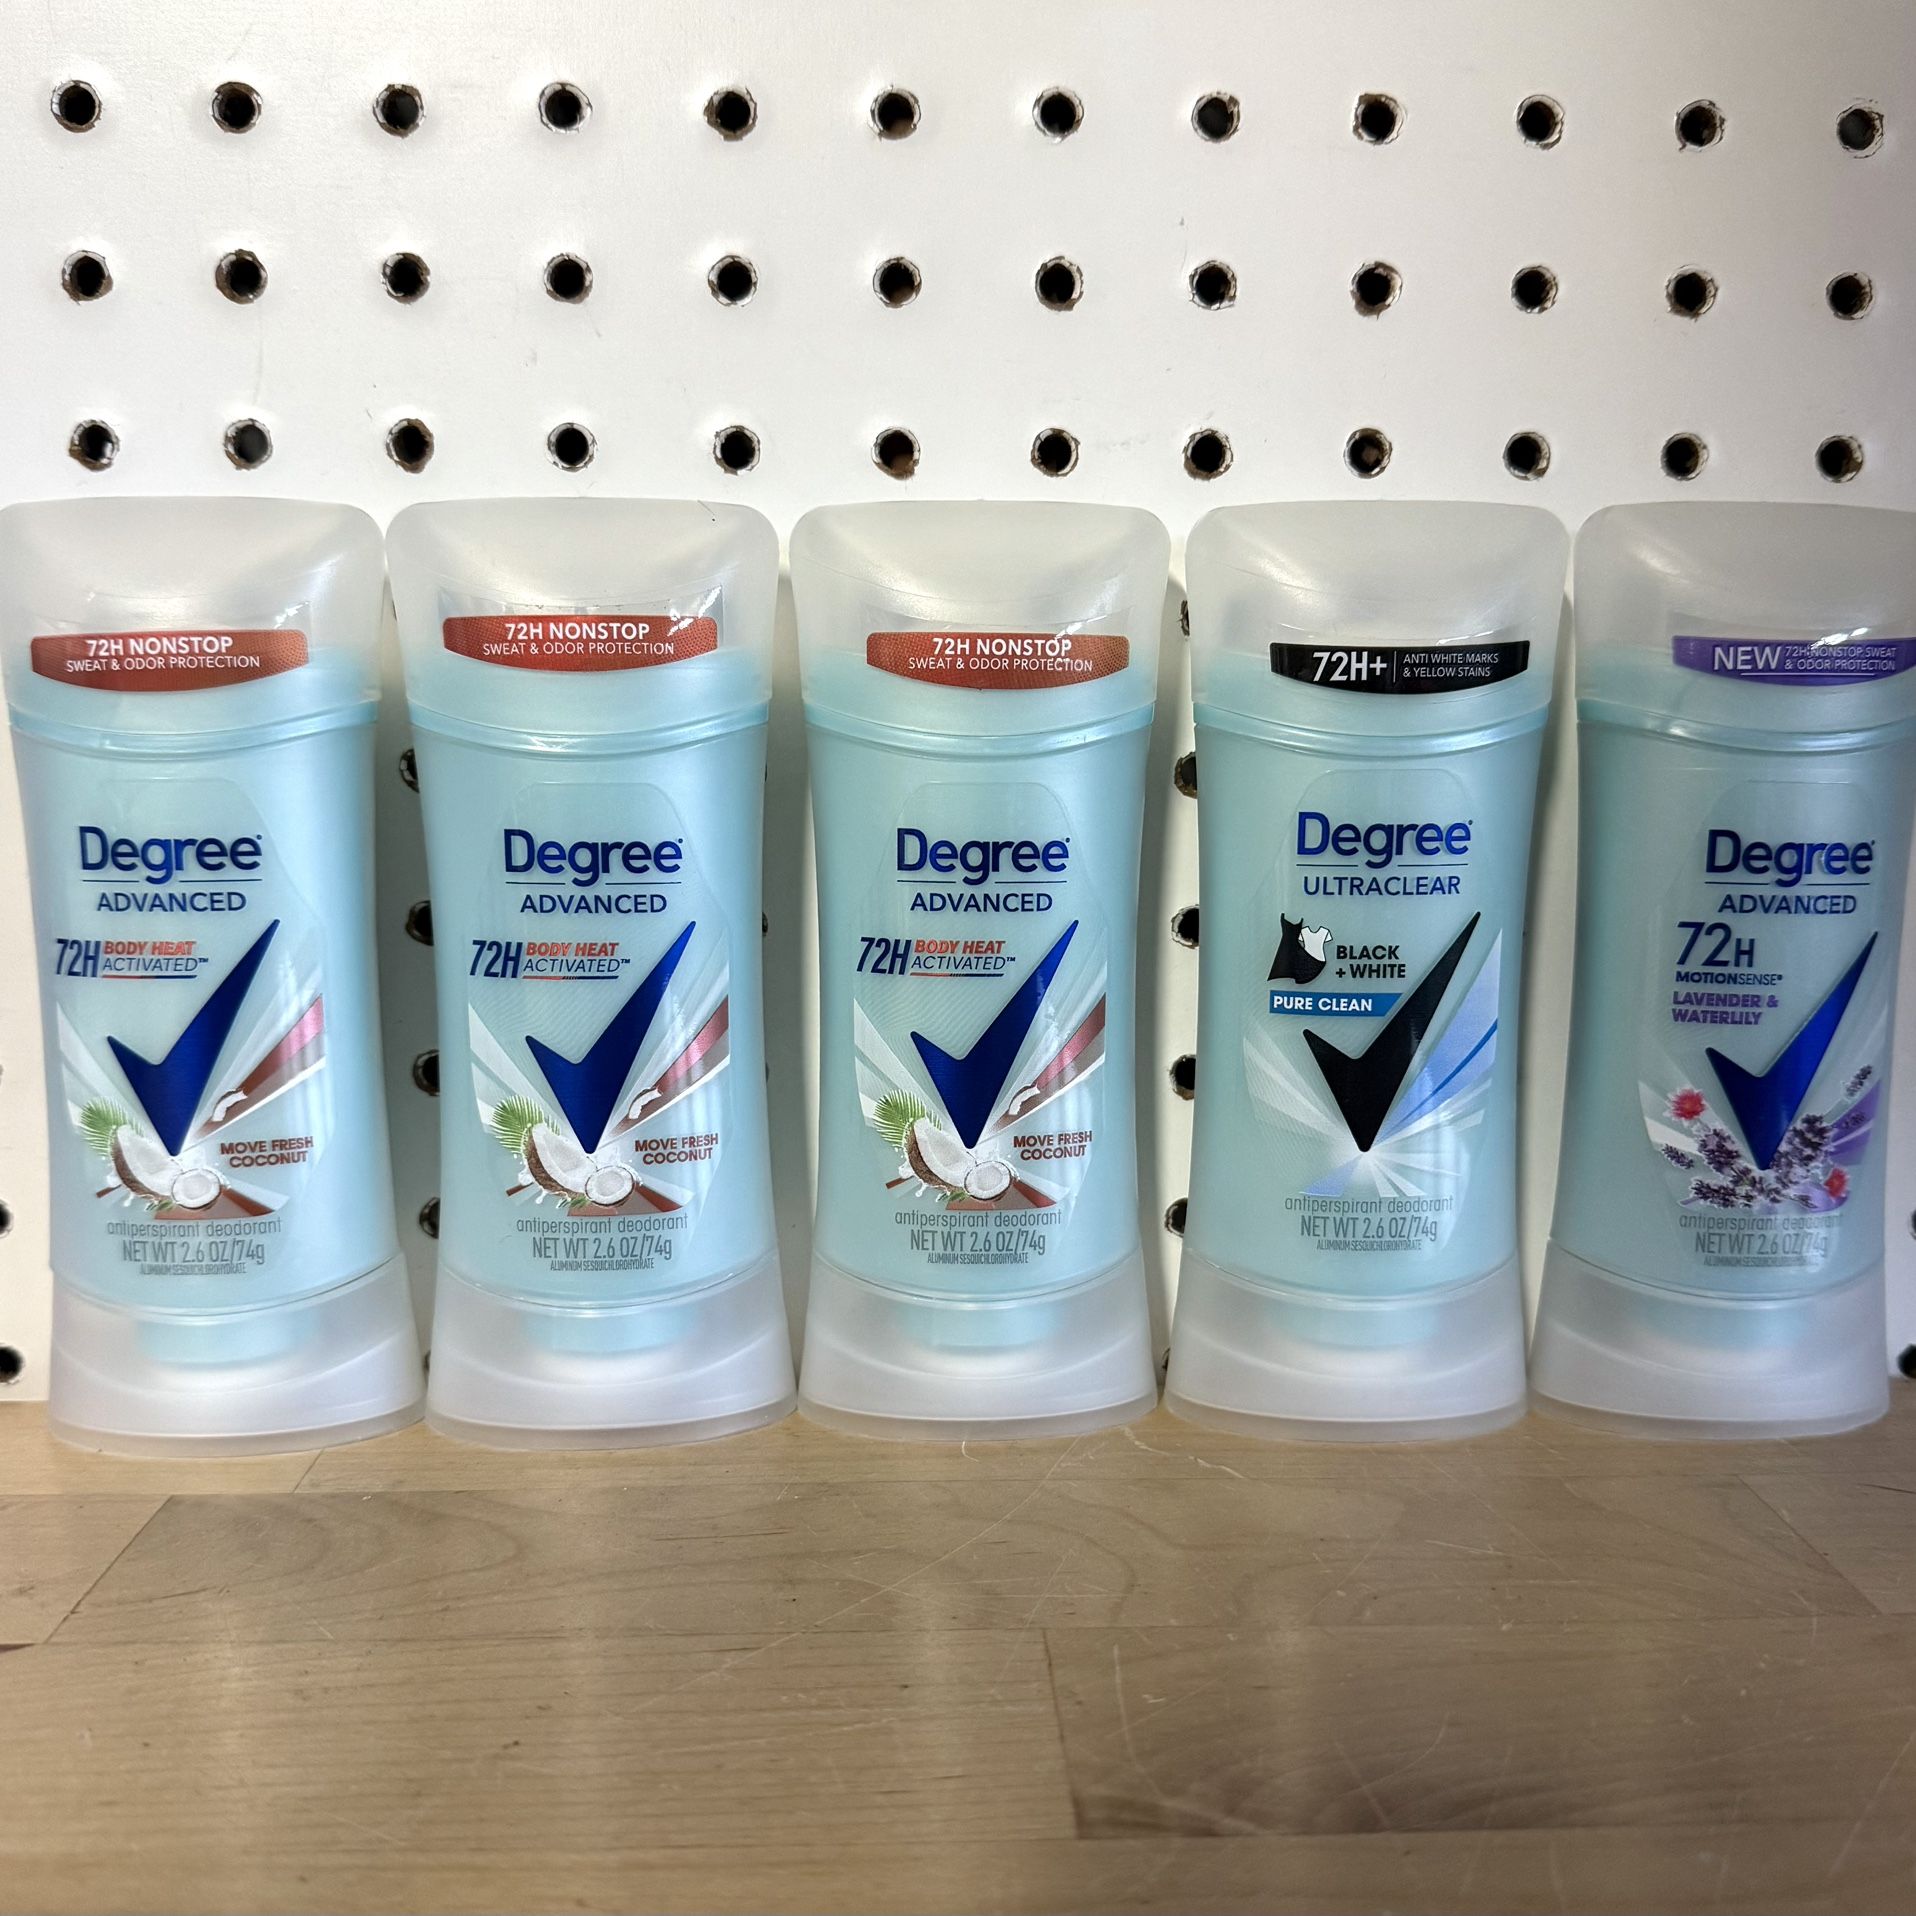 72H NONSTOP
SWEAT & ODOR PROTECTION
Degree®
ADVANCED
72H BODY HEAT
ACTIVATED™
MOVE FRESH
COCONUT
antiperspirant deodorant
NET WT 2.6 OZ/74g
ALUMINUM SESQUICHLOROHYDRATE
72H NONSTOP
SWEAT & ODOR PROTECTION
Degree®
ADVANCED
72H BODY HEAT
ACTIVATED™
MOVE FRESH
COCONUT
antiperspirant deodorant
NET WT 2.6 OZ/74g
ALUMINUM SESQUICHLOROHYDRATE
72H NONSTOP
SWEAT & ODOR PROTECTION
Degree®
ADVANCED
72H BODY HEAT
ACTIVATED™
MOVE FRESH
COCONUT
antiperspirant deodorant
NET WT 2.6 OZ/74g
ALUMINUM SESQUICHLOROHYDRATE
72H+ ANTI WHITE MARKS
& YELLOW STAINS
Degree®
ULTRACLEAR
BLACK
+ WHITE
PURE CLEAN
antiperspirant deodorant
NET WT 2.6 OZ/74g
ALUMINUM SESQUICHLOROHYDRATE
NEW 72H NONSTOP SWEAT
& ODOR PROTECTION
Degree®
ADVANCED
72H
MOTIONSENSE®
LAVENDER &
WATERLILY
antiperspirant deodorant
NET WT 2.6 OZ/74g
ALUMINUM SESQUICHLOROHYDRATE